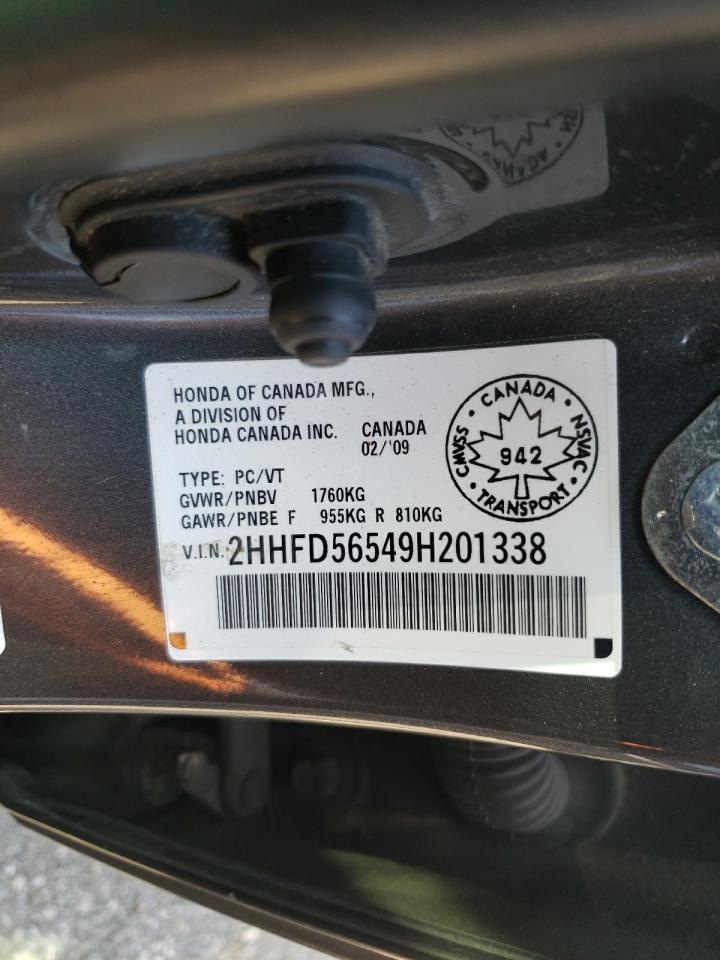 HONDA OF CANADA MFG.,
A DIVISION OF
HONDA CANADA INC. CANADA
02/'09
TYPE: PC/VT
GVWR/PNBV 1760KG
GAWR/PNBE F 955KG R 810KG
V.I.N.: 2HHFD56549H201338
• CANADA •
CMVSS NSVAC
942
• TRANSPORT •